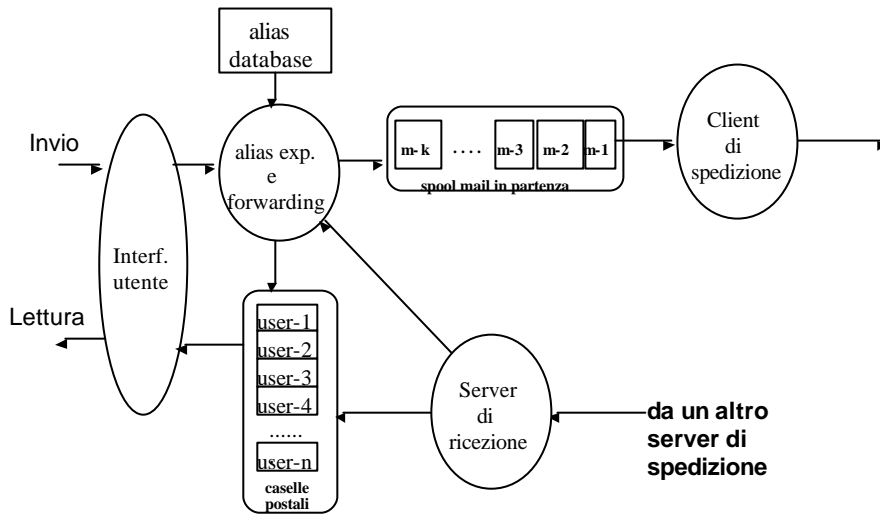 alias
database
Invio
alias exp.
e
forwarding
m-k
....
m-3
m-2
m-1
spool mail in partenza
Client
di
spedizione
Interf.
utente
Lettura
user-1
user-2
user-3
user-4
......
user-n
caselle
postali
Server
di
ricezione
da un altro
server di
spedizione